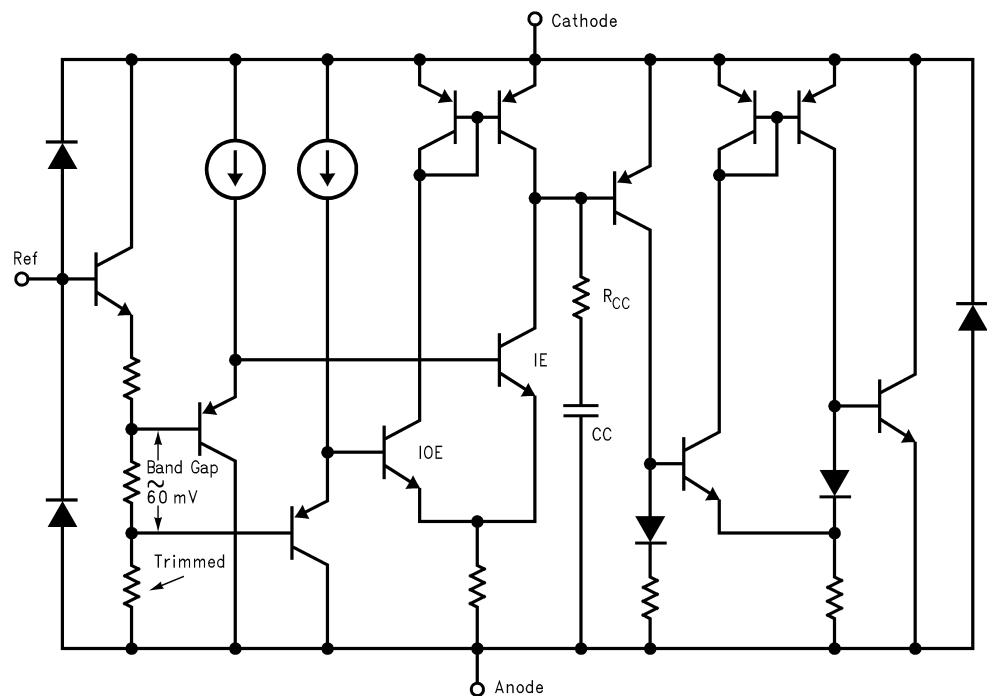 Cathode
Ref
R_CC
IE
CC
IOE
Band Gap
~
60 mV
Trimmed
Anode